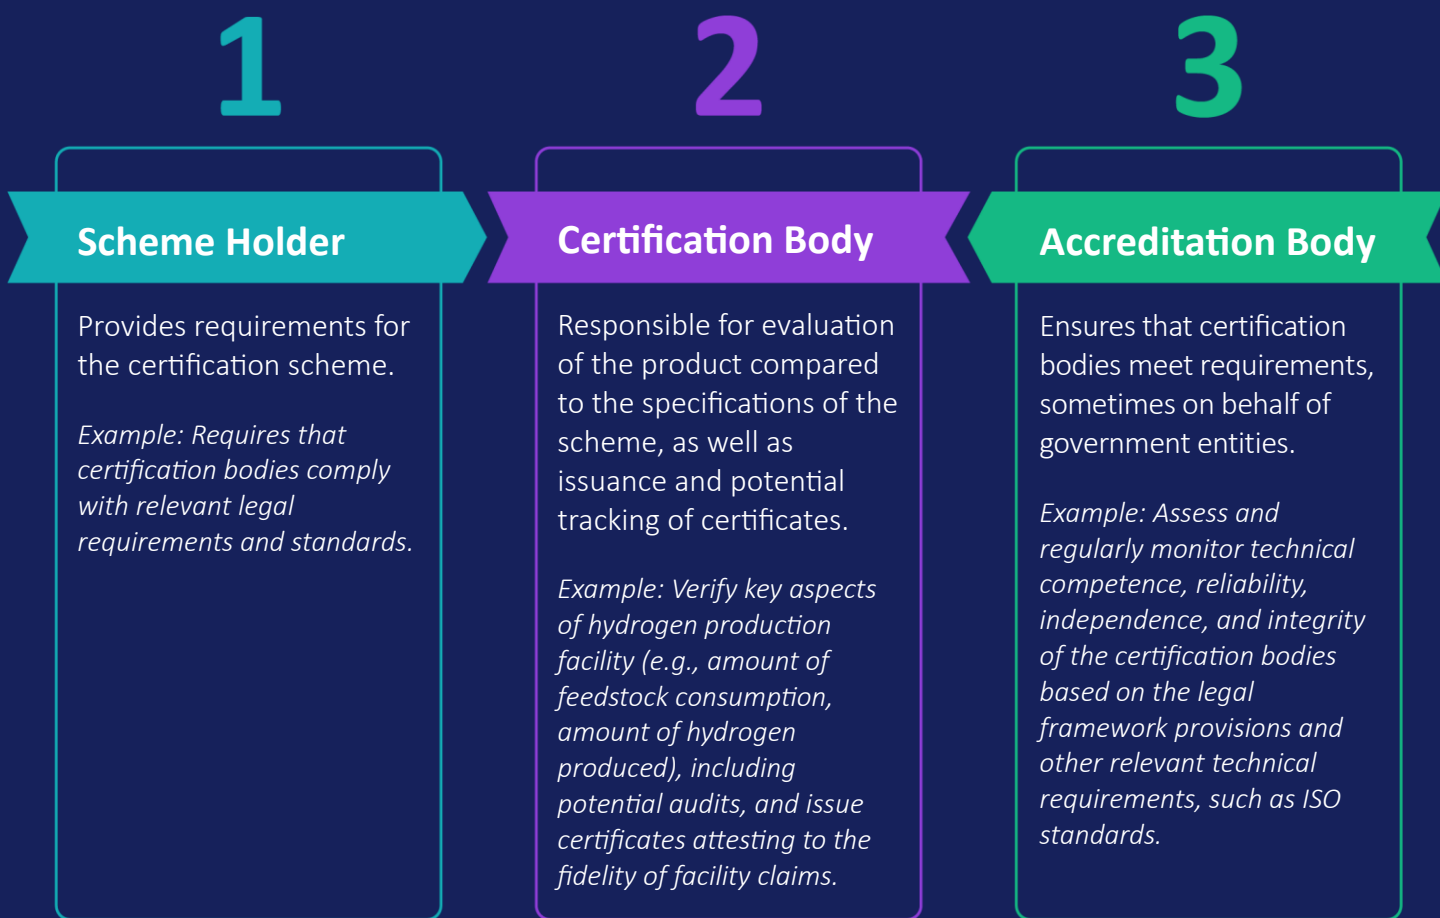 1
Scheme Holder
Provides requirements for
the certification scheme.
Example: Requires that
certification bodies comply
with relevant legal
requirements and standards.
2
Certification Body
Responsible for evaluation
of the product compared
to the specifications of the
scheme, as well as
issuance and potential
tracking of certificates.
Example: Verify key aspects
of hydrogen production
facility (e.g., amount of
feedstock consumption,
amount of hydrogen
produced), including
potential audits, and issue
certificates attesting to the
fidelity of facility claims.
3
Accreditation Body
Ensures that certification
bodies meet requirements,
sometimes on behalf of
government entities.
Example: Assess and
regularly monitor technical
competence, reliability,
independence, and integrity
of the certification bodies
based on the legal
framework provisions and
other relevant technical
requirements, such as ISO
standards.